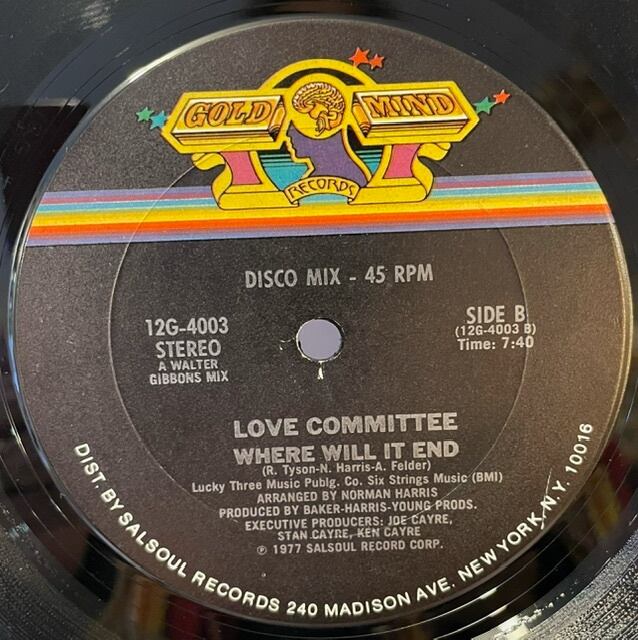 GOLD MIND
RECORDS
DISCO MIX - 45 RPM
12G-4003
STEREO
A WALTER
GIBBONS MIX
SIDE B
(12G-4003 B)
Time: 7:40
LOVE COMMITTEE
WHERE WILL IT END
(R. Tyson-N. Harris-A. Felder)
Lucky Three Music Publg. Co. Six Strings Music (BMI)
ARRANGED BY NORMAN HARRIS
PRODUCED BY BAKER-HARRIS-YOUNG PRODS.
EXECUTIVE PRODUCERS: JOE CAYRE,
STAN CAYRE, KEN CAYRE
℗ 1977 SALSOUL RECORD CORP.
DIST. BY SALSOUL RECORDS 240 MADISON AVE. NEW YORK, N.Y. 10016